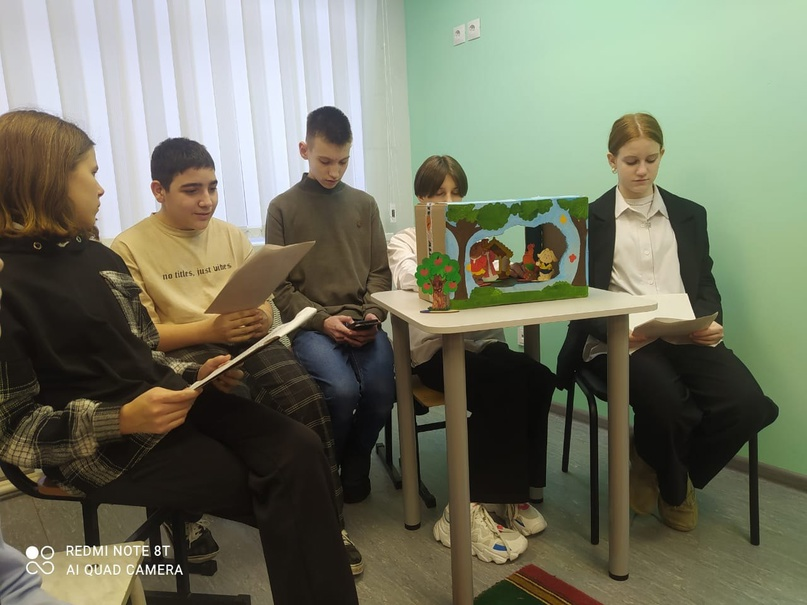 no titles, just vibes
REDMI NOTE 8T
AI QUAD CAMERA